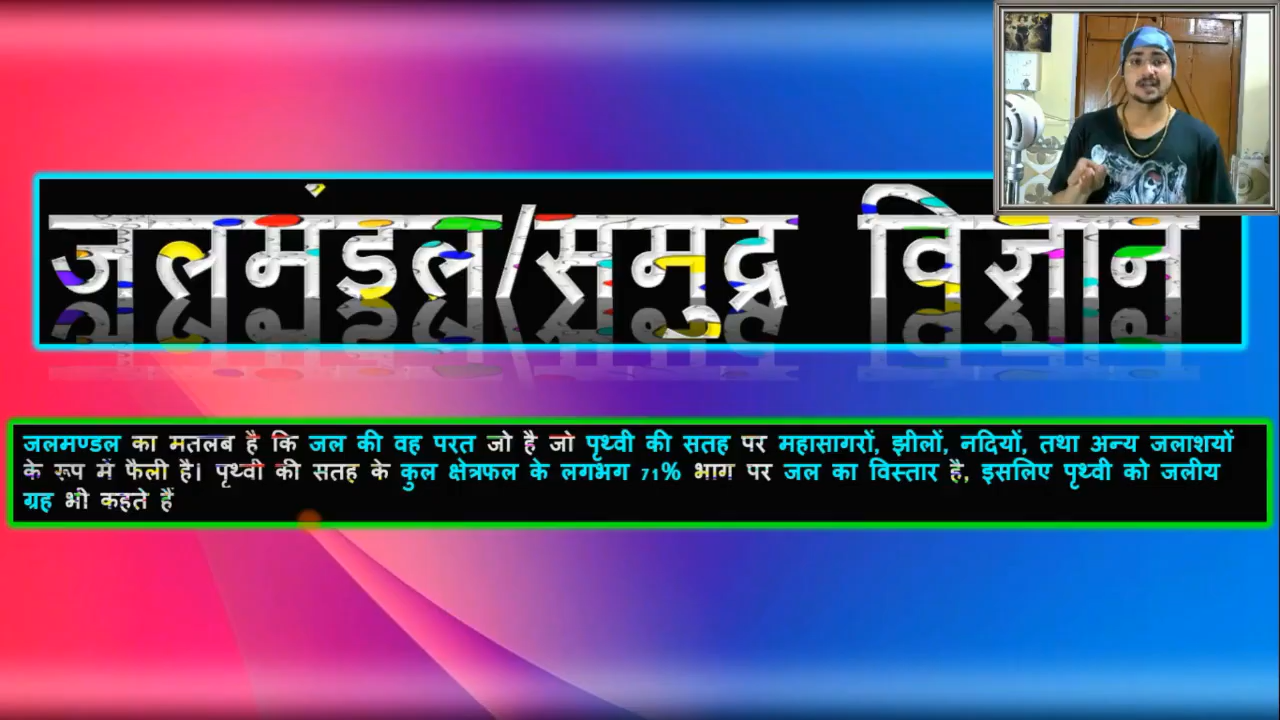 जलमंडल/समुद्र विज्ञान
जलमण्डल का मतलब है कि जल की वह परत जो है जो पृथ्वी की सतह पर महासागरों, झीलों, नदियों, तथा अन्य जलाशयों
के रूप में फैली है। पृथ्वी की सतह के कुल क्षेत्रफल के लगभग 71% भाग पर जल का विस्तार है, इसलिए पृथ्वी को जलीय
ग्रह भी कहते हैं